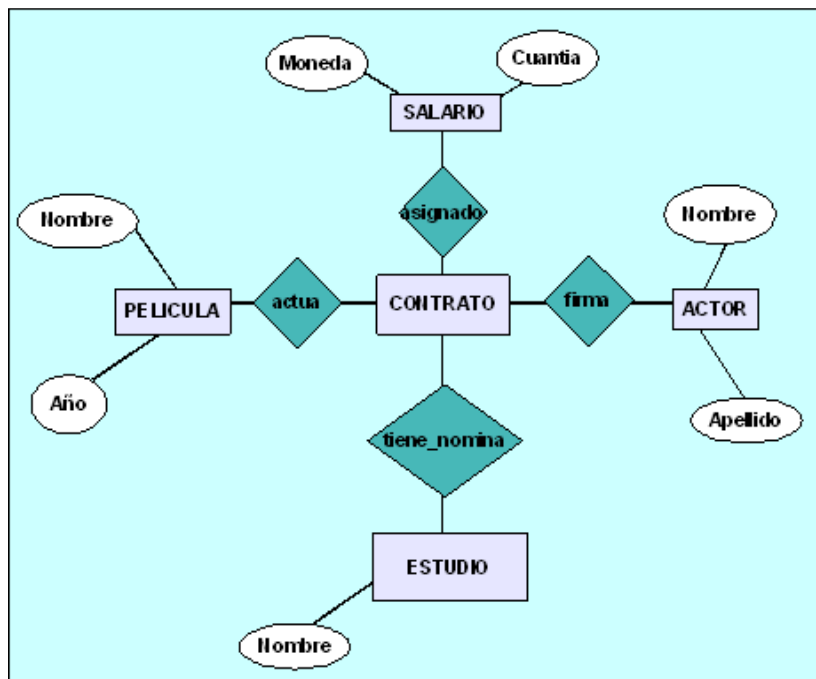 Moneda
Cuantia
SALARIO
asignado
Nombre
Nombre
PELICULA
actua
CONTRATO
firma
ACTOR
Año
Apellido
tiene_nomina
ESTUDIO
Nombre